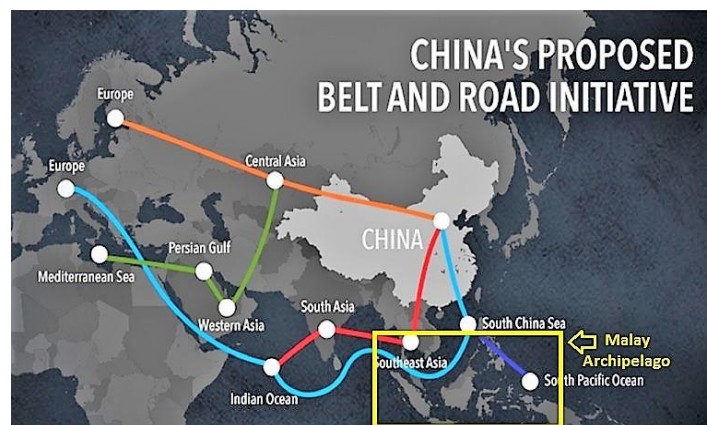 CHINA'S PROPOSED
BELT AND ROAD INITIATIVE
Europe
Europe
Central Asia
CHINA
Persian Gulf
Mediterranean Sea
Western Asia
South Asia
South China Sea
Malay
Archipelago
Southeast Asia
South Pacific Ocean
Indian Ocean